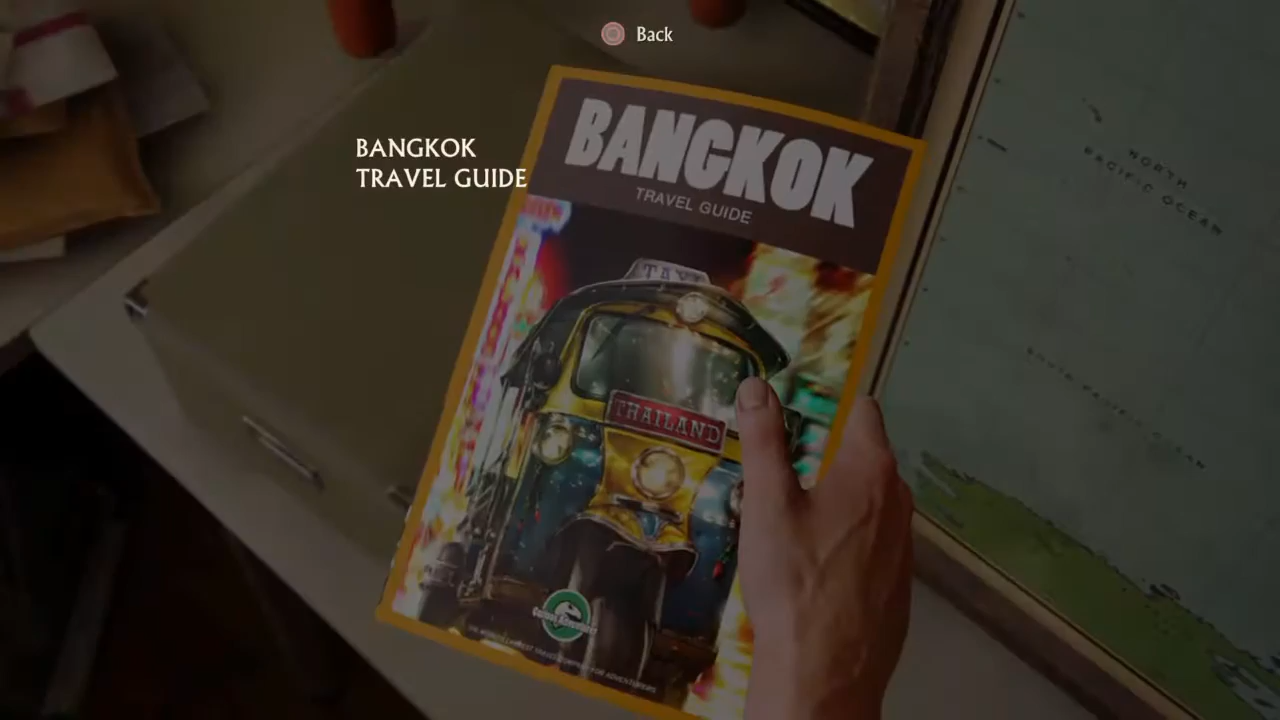 Back
BANGKOK
TRAVEL GUIDE
BANGKOK
TRAVEL GUIDE
TAXI
THAILAND
NORTH
PACIFIC OCEAN